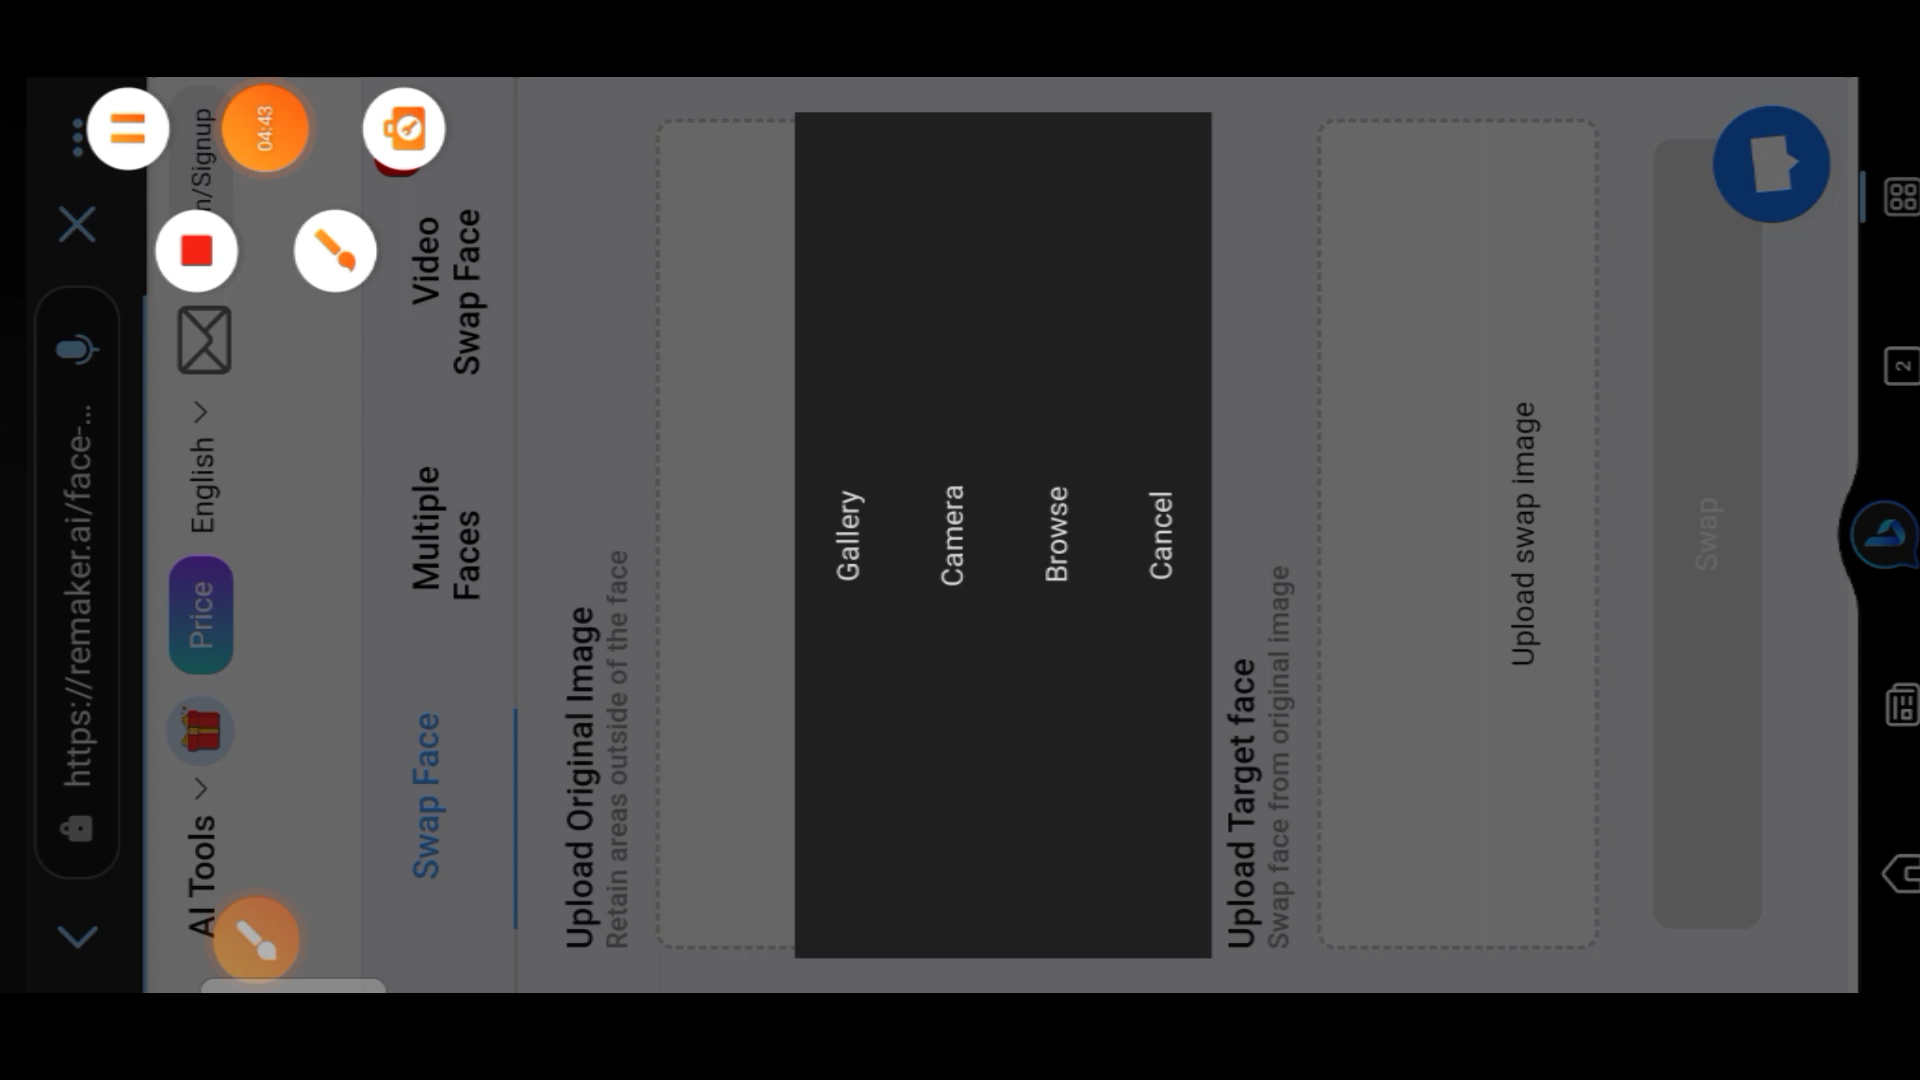 https://remaker.ai/face-...
AI Tools
Price
English
n/Signup
04:43
Swap Face
Multiple
Faces
Video
Swap Face
Upload Original Image
Retain areas outside of the face
Gallery
Camera
Browse
Cancel
Upload Target face
Swap face from original image
Upload swap image
Swap
2